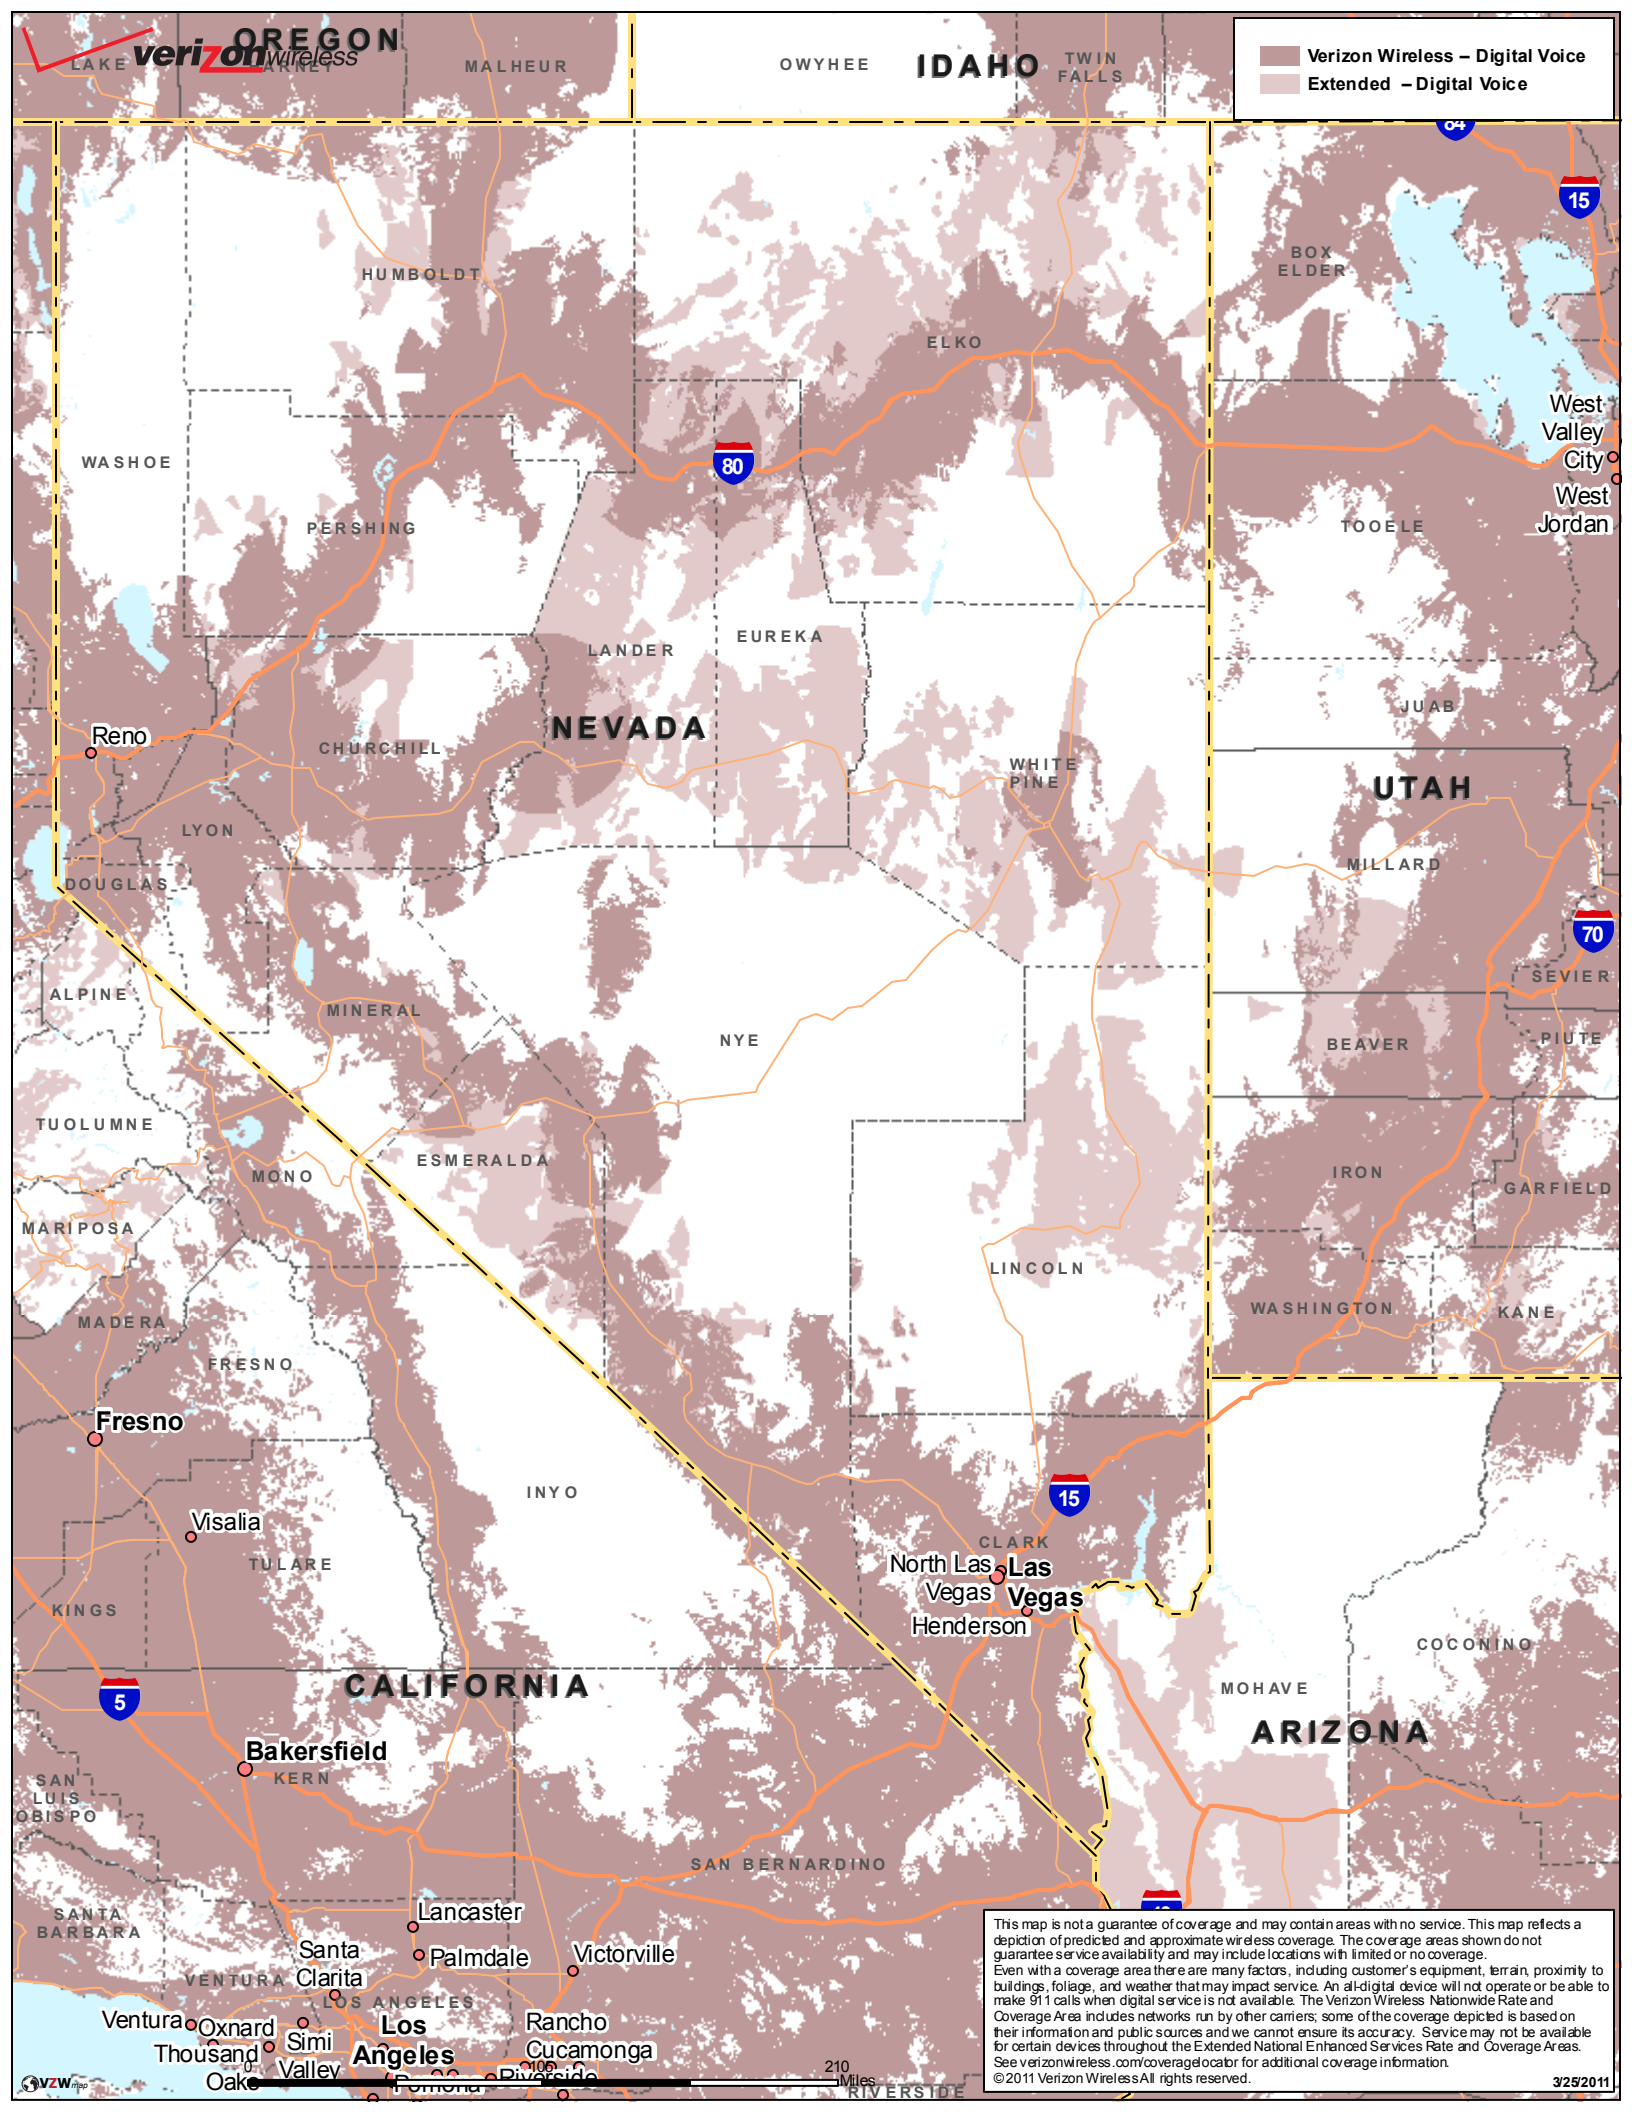 verizon wireless
OREGON
LAKE
MALHEUR
OWYHEE
IDAHO
TWIN
FALLS
Verizon Wireless – Digital Voice
Extended – Digital Voice
84
15
BOX
ELDER
HUMBOLDT
ELKO
West
Valley
City
West
Jordan
WASHOE
80
PERSHING
TOOELE
EUREKA
LANDER
JUAB
NEVADA
Reno
CHURCHILL
WHITE
PINE
UTAH
LYON
MILLARD
DOUGLAS
70
SEVIER
ALPINE
MINERAL
NYE
BEAVER
PIUTE
TUOLUMNE
ESMERALDA
MONO
IRON
GARFIELD
MARIPOSA
LINCOLN
WASHINGTON
KANE
MADERA
FRESNO
Fresno
INYO
15
Visalia
TULARE
CLARK
North Las
Vegas
Las
Vegas
Henderson
KINGS
COCONINO
CALIFORNIA
5
MOHAVE
ARIZONA
Bakersfield
KERN
SAN
LUIS
OBISPO
SAN BERNARDINO
Lancaster
SANTA
BARBARA
Santa
Clarita
Palmdale
Victorville
VENTURA
LOS ANGELES
Ventura
Oxnard
Simi
Valley
Los
Angeles
Rancho
Cucamonga
Thousand
Oaks
Pomona
Riverside
RIVERSIDE
0
105
210
Miles
VZWmap
This map is not a guarantee of coverage and may contain areas with no service. This map reflects a
depiction of predicted and approximate wireless coverage. The coverage areas shown do not
guarantee service availability and may include locations with limited or no coverage.
Even with a coverage area there are many factors, including customer's equipment, terrain, proximity to
buildings, foliage, and weather that may impact service. An all-digital device will not operate or be able to
make 911 calls when digital service is not available. The Verizon Wireless Nationwide Rate and
Coverage Area includes networks run by other carriers; some of the coverage depicted is based on
their information and public sources and we cannot ensure its accuracy. Service may not be available
for certain devices throughout the Extended National Enhanced Services Rate and Coverage Areas.
See verizonwireless.com/coveragelocator for additional coverage information.
©2011 Verizon Wireless All rights reserved.
3/25/2011